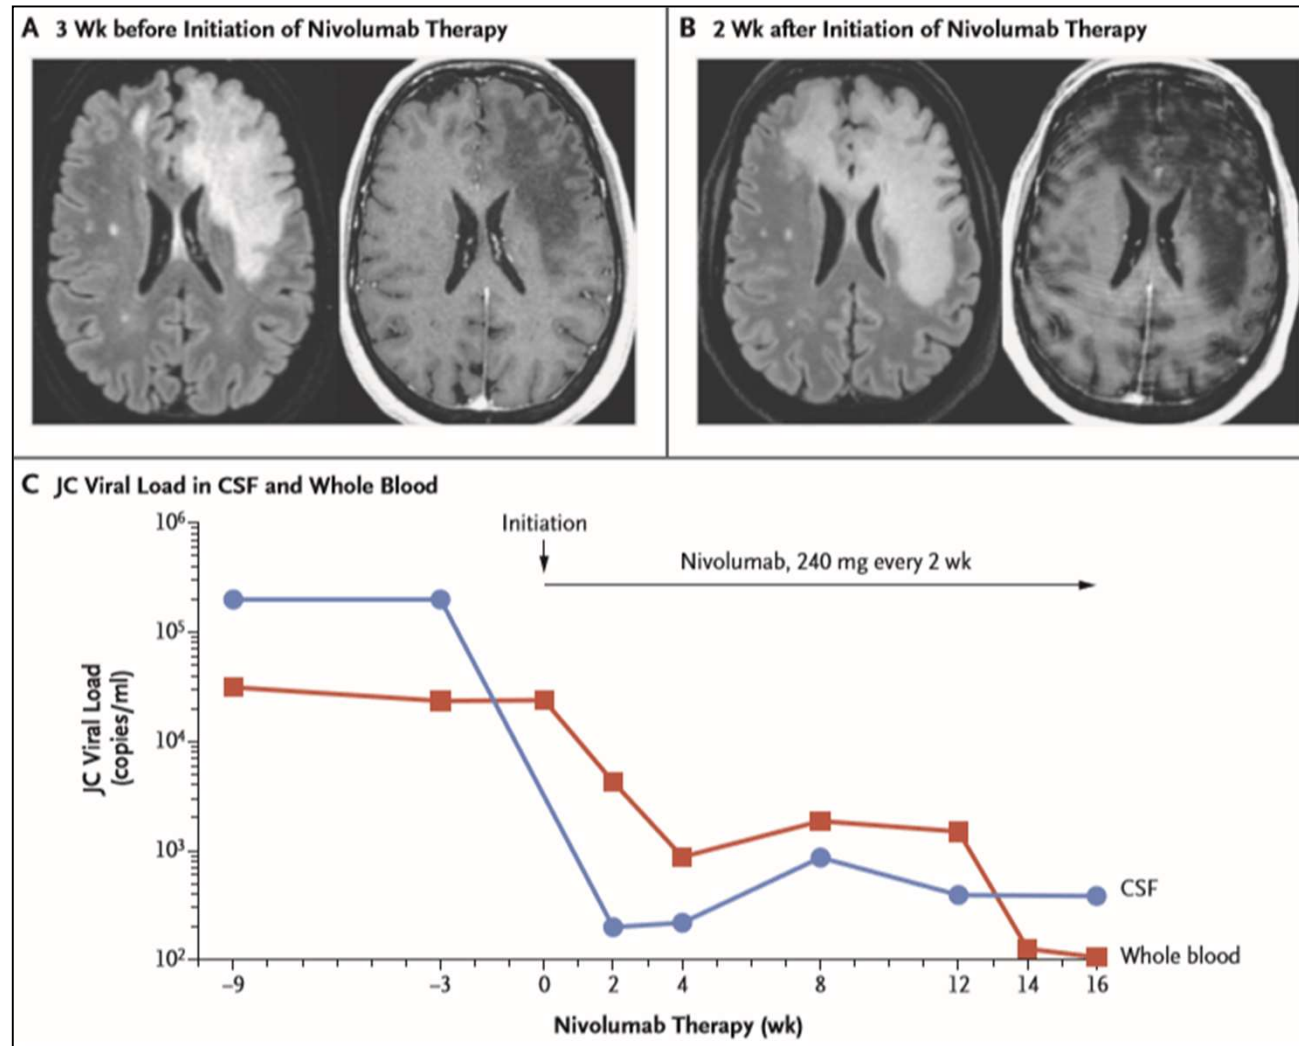 A 3 Wk before Initiation of Nivolumab Therapy
B 2 Wk after Initiation of Nivolumab Therapy
C JC Viral Load in CSF and Whole Blood
Initiation
Nivolumab, 240 mg every 2 wk
JC Viral Load
(copies/ml)
10⁶
10⁵
10⁴
10³
10²
CSF
Whole blood
–9 –3 0 2 4 8 12 14 16
Nivolumab Therapy (wk)